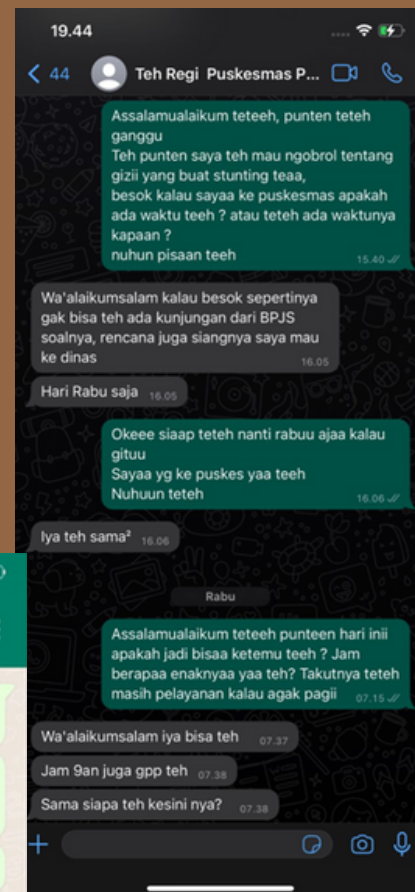 19.44
44
Teh Regi Puskesmas P...
Assalamualaikum teteeh, punten teteh
ganggu
Teh punten saya teh mau ngobrol tentang
gizii yang buat stunting teaa,
besok kalau sayaa ke puskesmas apakah
ada waktu teeh ? atau teteh ada waktunya
kapaan ?
nuhun pisaan teeh
15.40
Wa'alaikumsalam kalau besok sepertinya
gak bisa teh ada kunjungan dari BPJS
soalnya, rencana juga siangnya saya mau
ke dinas
16.05
Hari Rabu saja 16.05
Okeee siaap teteh nanti rabuu ajaa kalau
gituu
Sayaa yg ke puskes yaa teeh
Nuhuun teteh
16.06
Iya teh sama² 16.06
Rabu
Assalamualaikum teteeh punteen hari inii
apakah jadi bisaa ketemu teeh ? Jam
berapaa enaknyaa yaa teh? Takutnya teteh
masih pelayanan kalau agak pagii 07.15
Wa'alaikumsalam iya bisa teh 07.37
Jam 9an juga gpp teh 07.38
Sama siapa teh kesini nya? 07.38